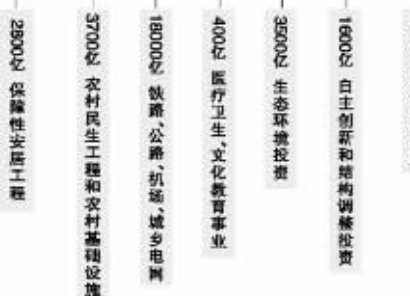 2800亿 保障性安居工程
3700亿 农村民生工程和农村基础设施
18000亿 铁路、公路、机场、城乡电网
400亿 医疗卫生、文化教育事业
3500亿 生态环境投资
1600亿 自主创新和结构调整投资